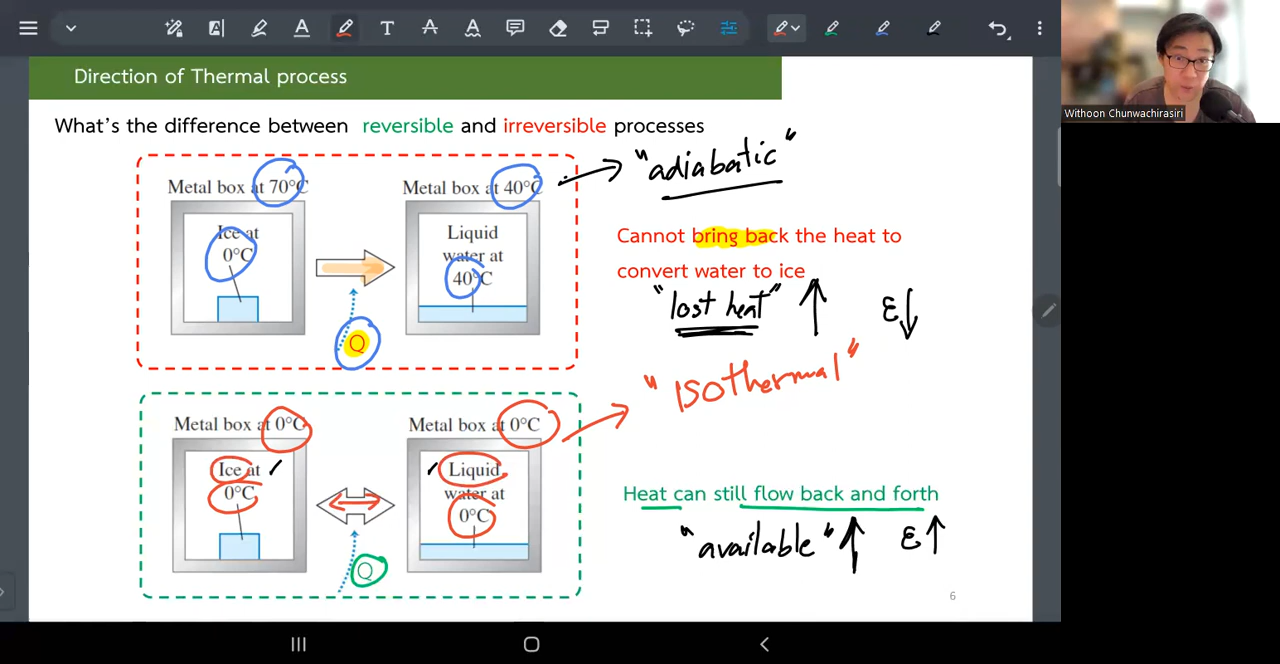 Direction of Thermal process
Withoon Chunwachirasiri
What's the difference between reversible and irreversible processes
"adiabatic"
Metal box at 70°C
Metal box at 40°C
Ice at
0°C
Liquid
water at
40°C
Q
Cannot bring back the heat to
convert water to ice
"lost heat" ↑ ε↓
"Isothermal"
Metal box at 0°C
Metal box at 0°C
Ice at
0°C
Liquid
water at
0°C
Q
Heat can still flow back and forth
"available" ↑ ε↑
6